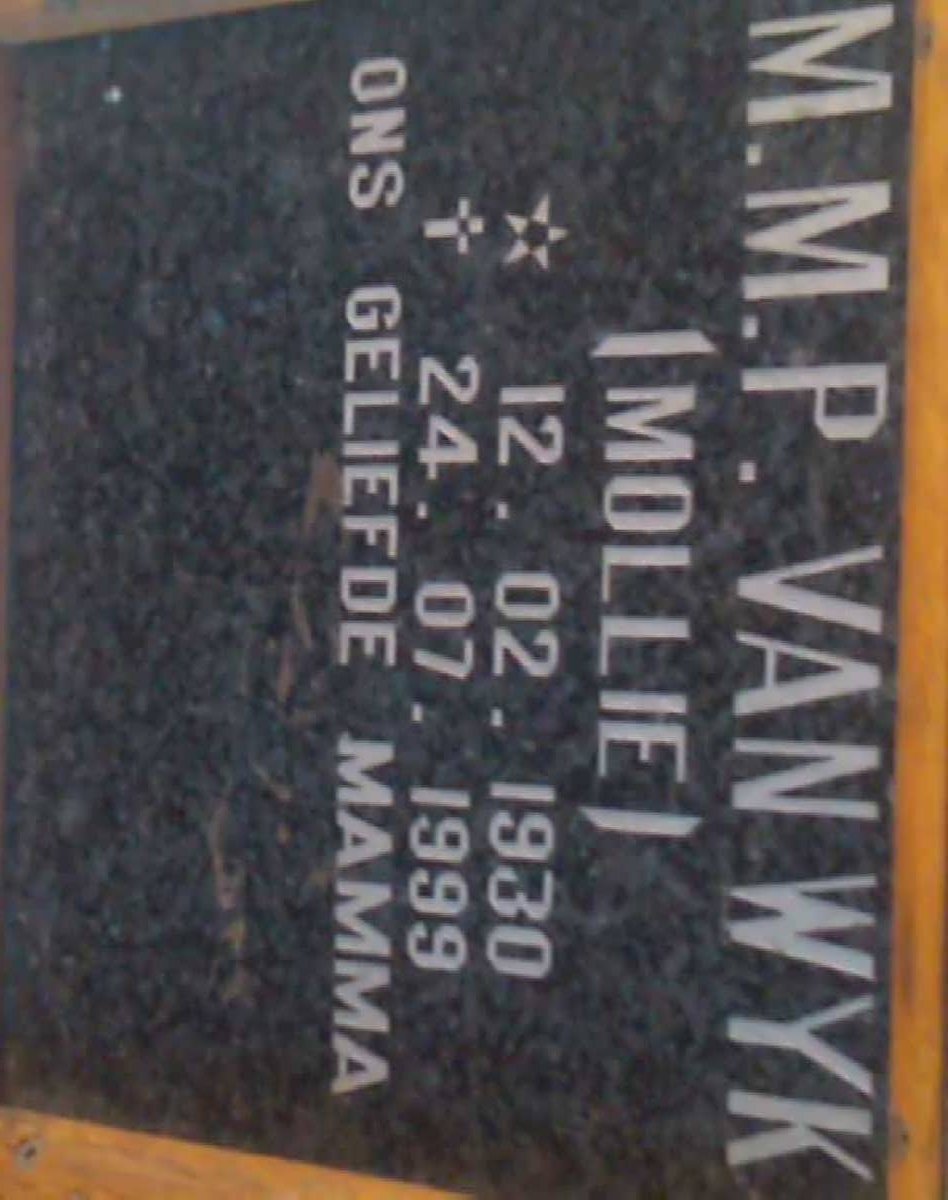 M.M.P. VAN WYK
(MOLLIE)
☆ 12. 02. 1930
✝ 24. 07. 1999
ONS GELIEFDE MAMMA